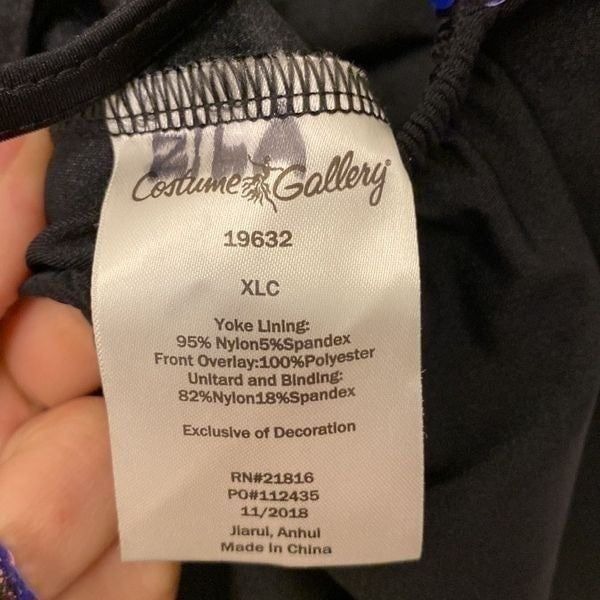 Costume Gallery
19632
XLC
Yoke Lining:
95% Nylon5%Spandex
Front Overlay:100%Polyester
Unitard and Binding:
82%Nylon18%Spandex
Exclusive of Decoration
RN#21816
PO#112435
11/2018
Jiarui, Anhui
Made in China